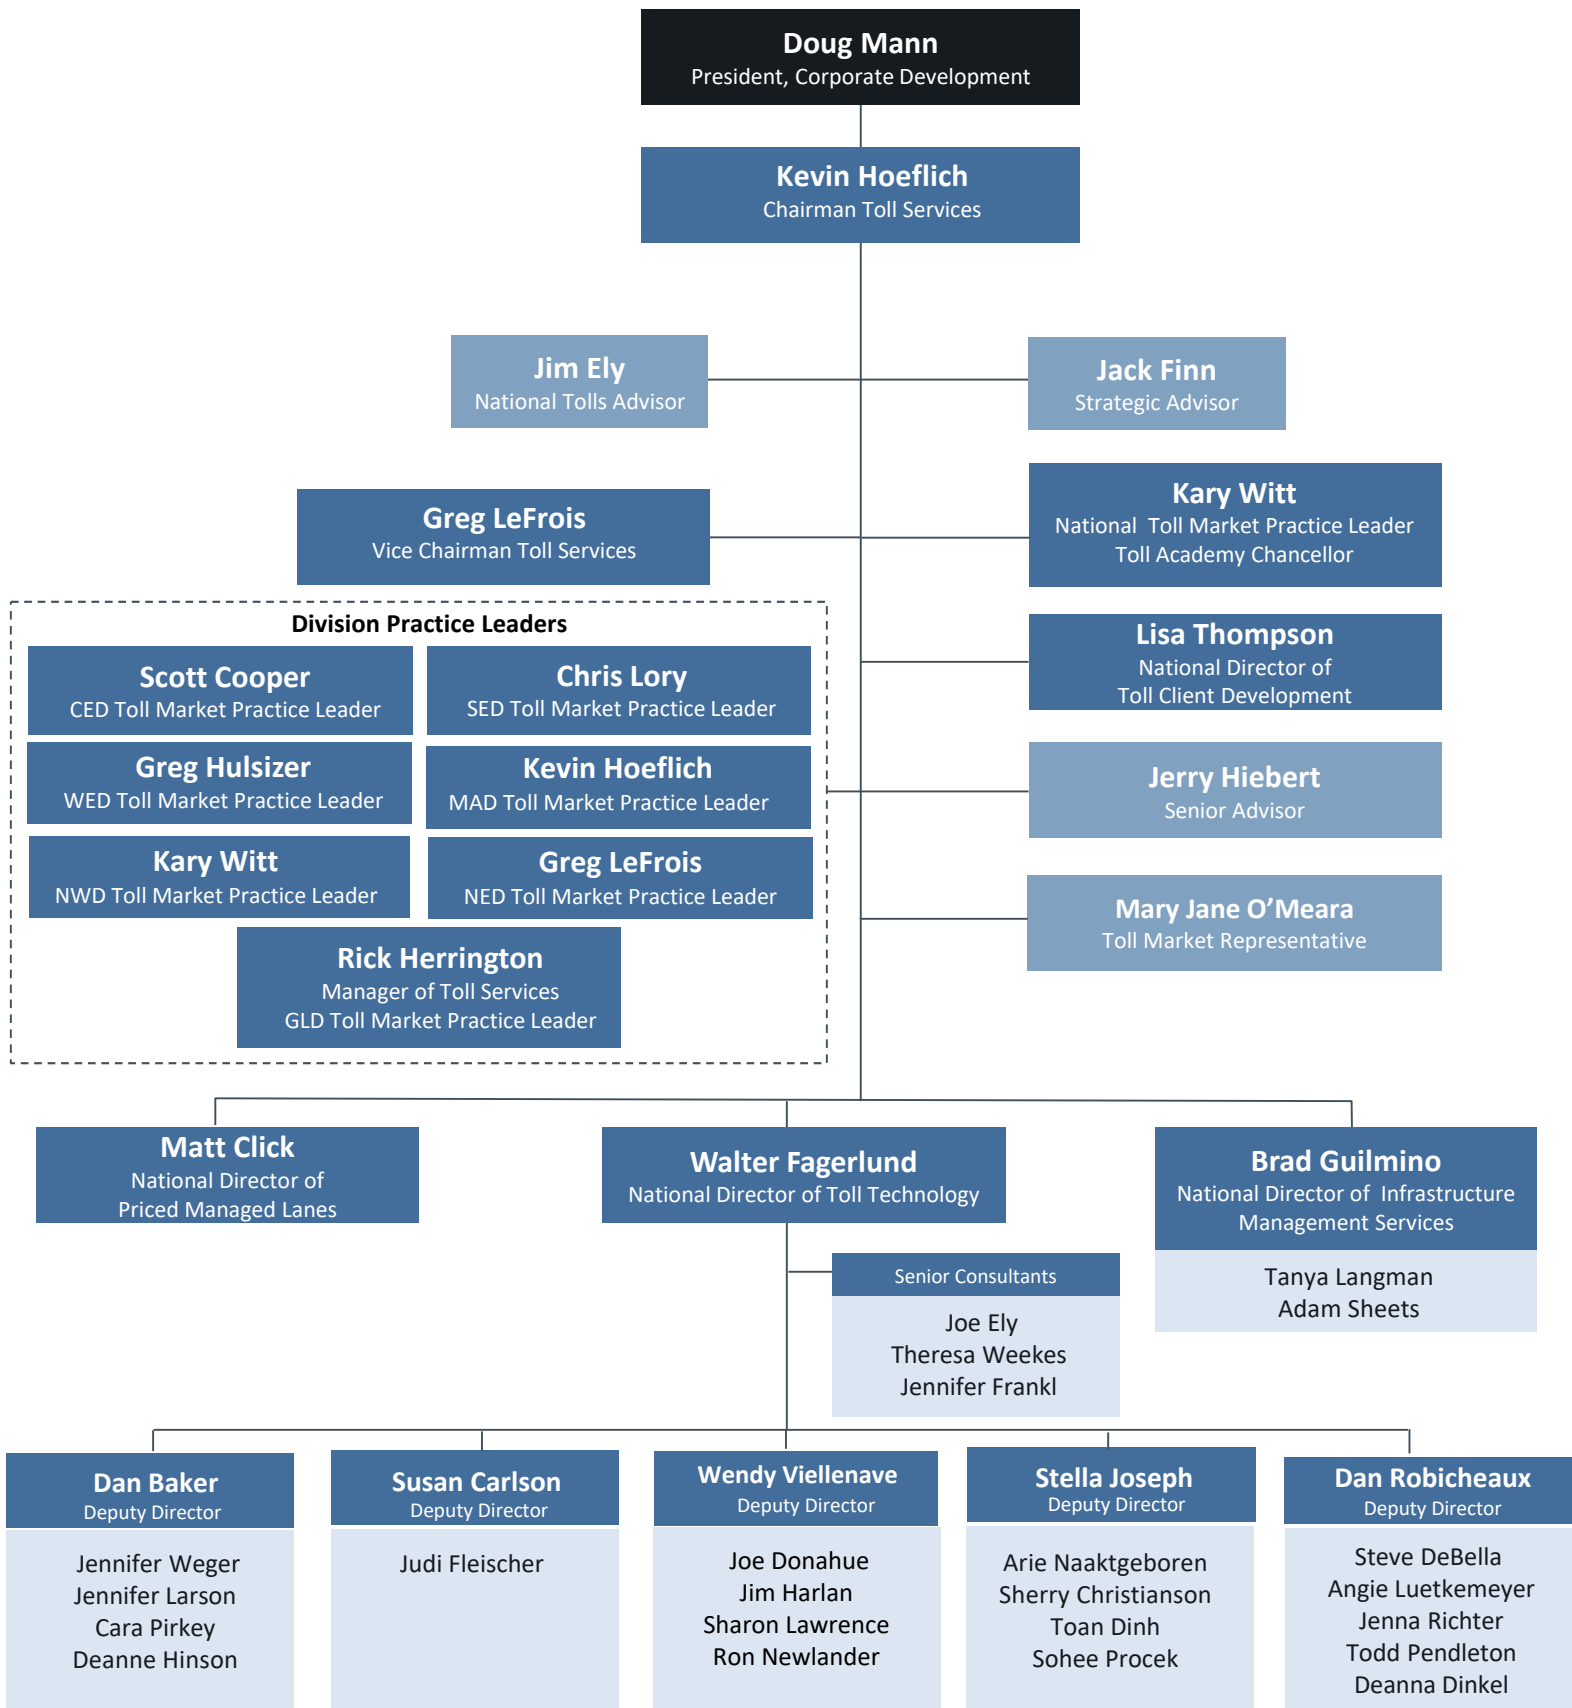 Doug Mann
President, Corporate Development
Kevin Hoeflich
Chairman Toll Services
Jim Ely
National Tolls Advisor
Jack Finn
Strategic Advisor
Greg LeFrois
Vice Chairman Toll Services
Kary Witt
National Toll Market Practice Leader
Toll Academy Chancellor
Division Practice Leaders
Scott Cooper
CED Toll Market Practice Leader
Chris Lory
SED Toll Market Practice Leader
Greg Hulsizer
WED Toll Market Practice Leader
Kevin Hoeflich
MAD Toll Market Practice Leader
Kary Witt
NWD Toll Market Practice Leader
Greg LeFrois
NED Toll Market Practice Leader
Rick Herrington
Manager of Toll Services
GLD Toll Market Practice Leader
Lisa Thompson
National Director of
Toll Client Development
Jerry Hiebert
Senior Advisor
Mary Jane O’Meara
Toll Market Representative
Matt Click
National Director of
Priced Managed Lanes
Walter Fagerlund
National Director of Toll Technology
Brad Guilmino
National Director of Infrastructure
Management Services
Tanya Langman
Adam Sheets
Senior Consultants
Joe Ely
Theresa Weekes
Jennifer Frankl
Dan Baker
Deputy Director
Jennifer Weger
Jennifer Larson
Cara Pirkey
Deanne Hinson
Susan Carlson
Deputy Director
Judi Fleischer
Wendy Viellenave
Deputy Director
Joe Donahue
Jim Harlan
Sharon Lawrence
Ron Newlander
Stella Joseph
Deputy Director
Arie Naaktgeboren
Sherry Christianson
Toan Dinh
Sohee Procek
Dan Robicheaux
Deputy Director
Steve DeBella
Angie Luetkemeyer
Jenna Richter
Todd Pendleton
Deanna Dinkel